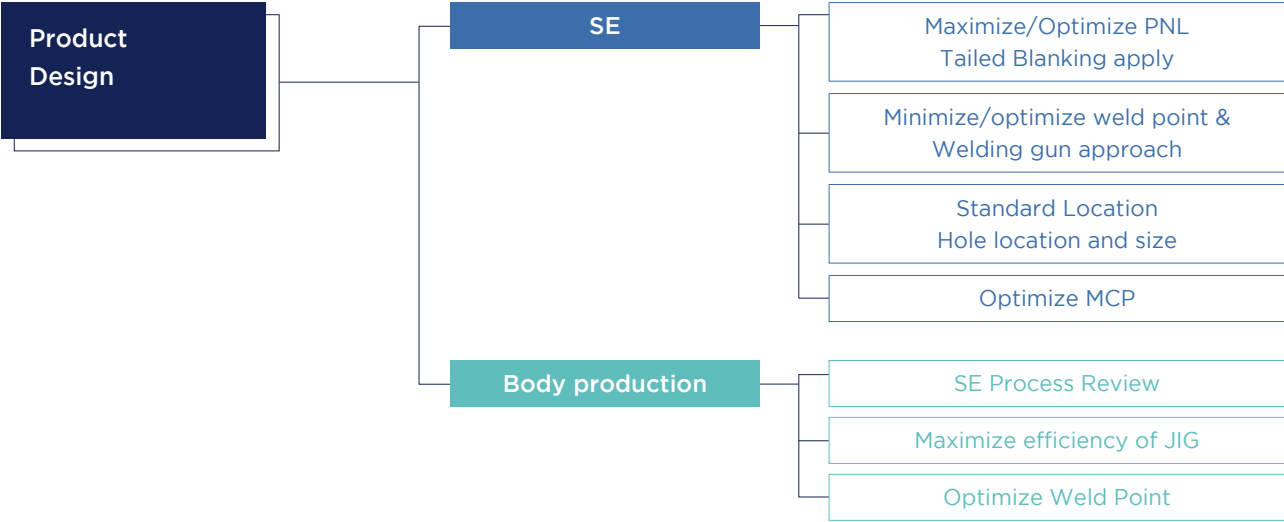 Product
Design
SE
Maximize/Optimize PNL
Tailed Blanking apply
Minimize/optimize weld point &
Welding gun approach
Standard Location
Hole location and size
Optimize MCP
Body production
SE Process Review
Maximize efficiency of JIG
Optimize Weld Point